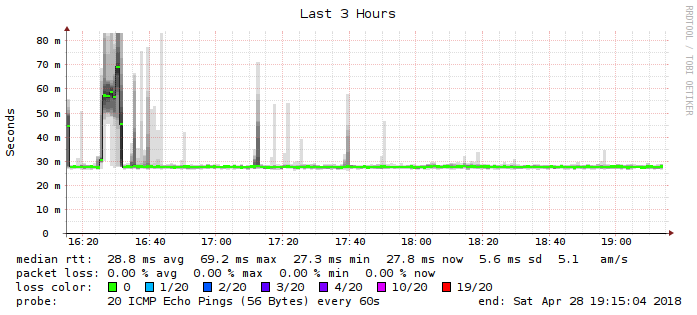 Last 3 Hours
RRDTOOL / TOBI OETIKER
Seconds
80 m
70 m
60 m
50 m
40 m
30 m
20 m
10 m
0
16:20 16:40 17:00 17:20 17:40 18:00 18:20 18:40 19:00
median rtt: 28.8 ms avg 69.2 ms max 27.3 ms min 27.8 ms now 5.6 ms sd 5.1 am/s
packet loss: 0.00 % avg 0.00 % max 0.00 % min 0.00 % now
loss color: 0 1/20 2/20 3/20 4/20 10/20 19/20
probe: 20 ICMP Echo Pings (56 Bytes) every 60s end: Sat Apr 28 19:15:04 2018